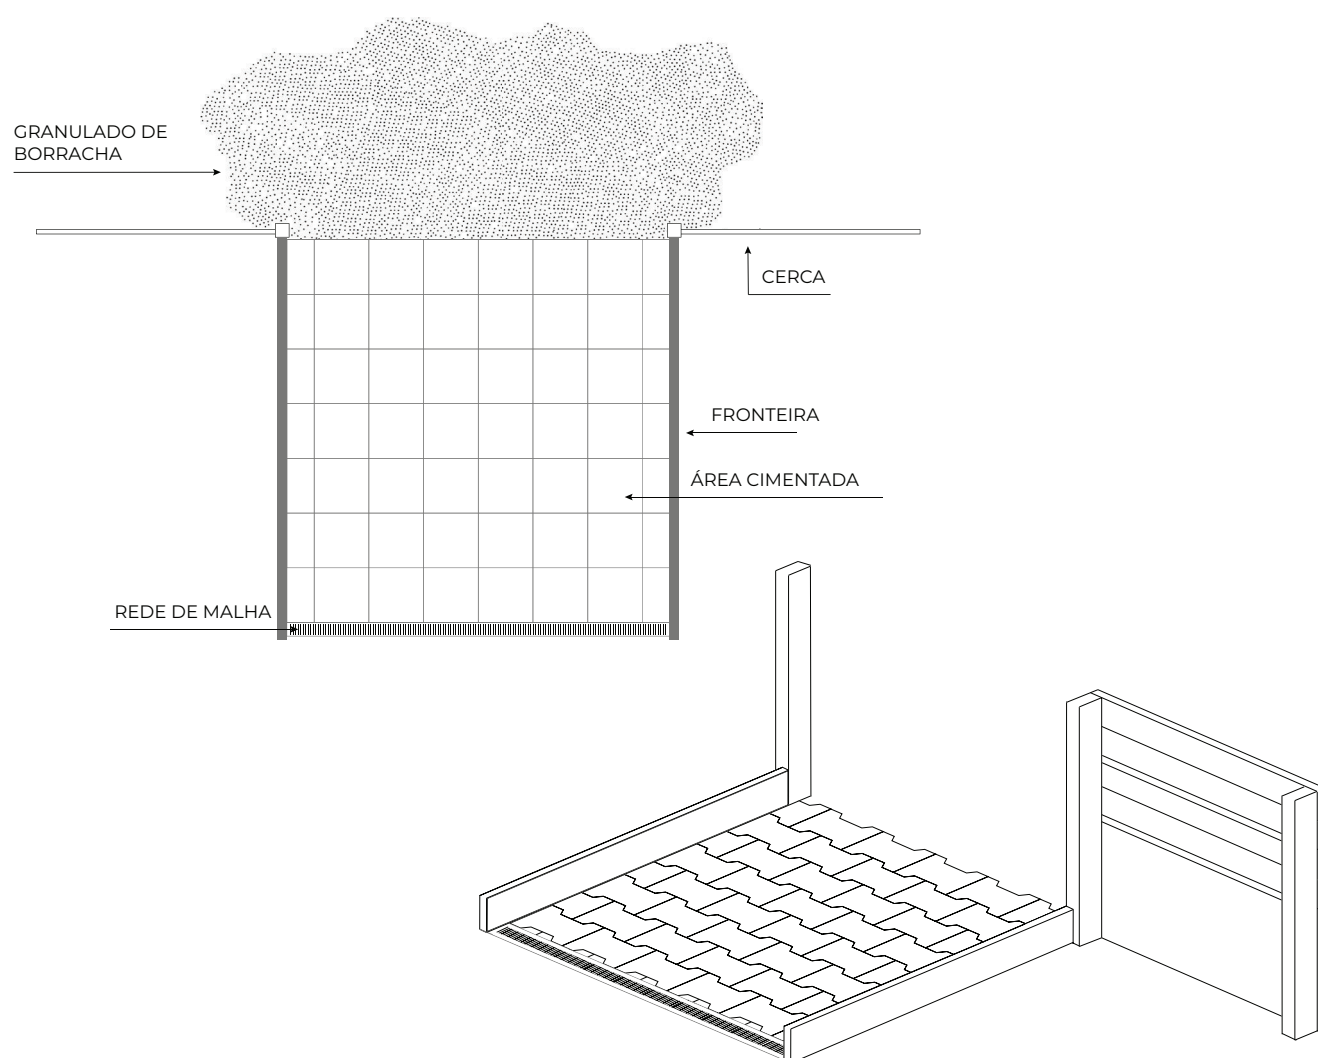 GRANULADO DE
BORRACHA
CERCA
FRONTEIRA
ÁREA CIMENTADA
REDE DE MALHA